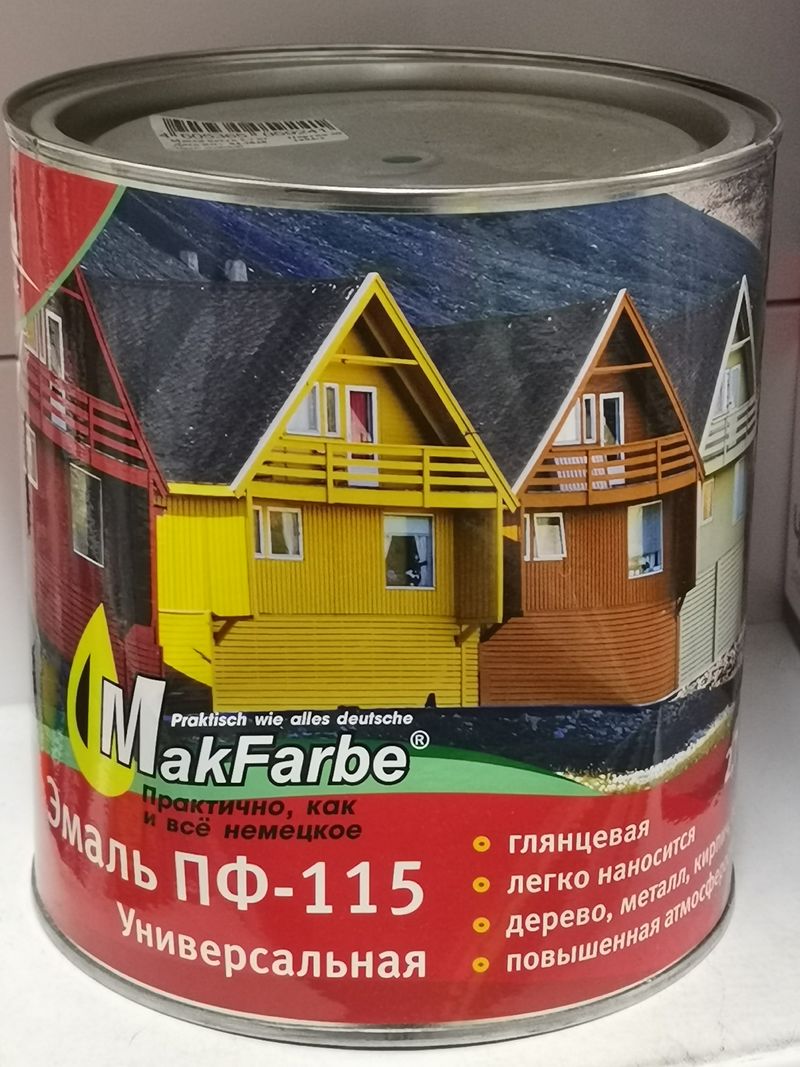 Praktisch wie alles deutsche
MakFarbe®
Практично, как
и всё немецкое
Эмаль ПФ-115
Универсальная
глянцевая
легко наносится
дерево, металл,
повышенная